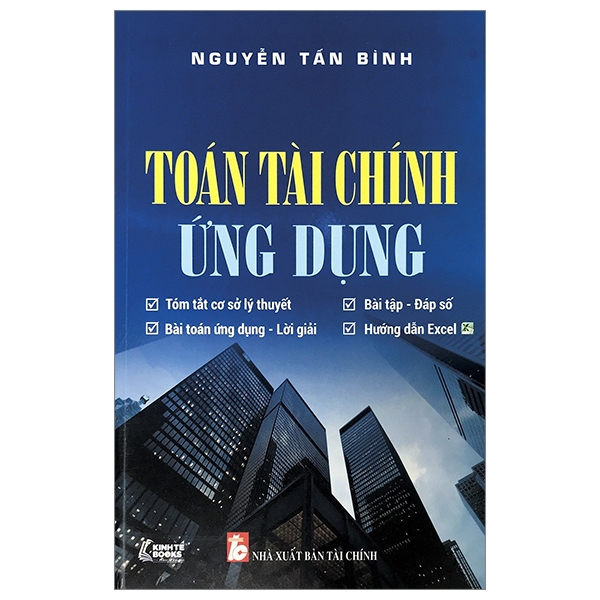 NGUYỄN TẤN BÌNH
TOÁN TÀI CHÍNH
ỨNG DỤNG
Tóm tắt cơ sở lý thuyết
Bài tập - Đáp số
Bài toán ứng dụng - Lời giải
Hướng dẫn Excel
KINH TẾ
BOOKS
NHÀ XUẤT BẢN TÀI CHÍNH